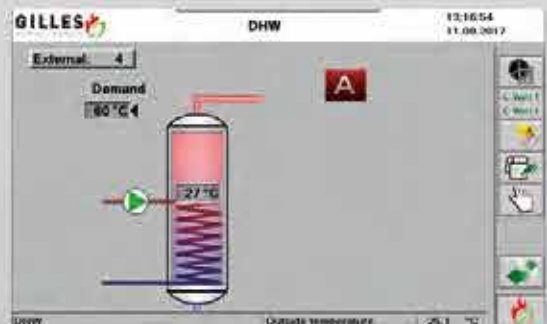 GILLES
DHW
13:16:54
11.08.2017
External: 4
Demand
60 °C
A
27 °C
DHW
Outside temperature 25.1 °C